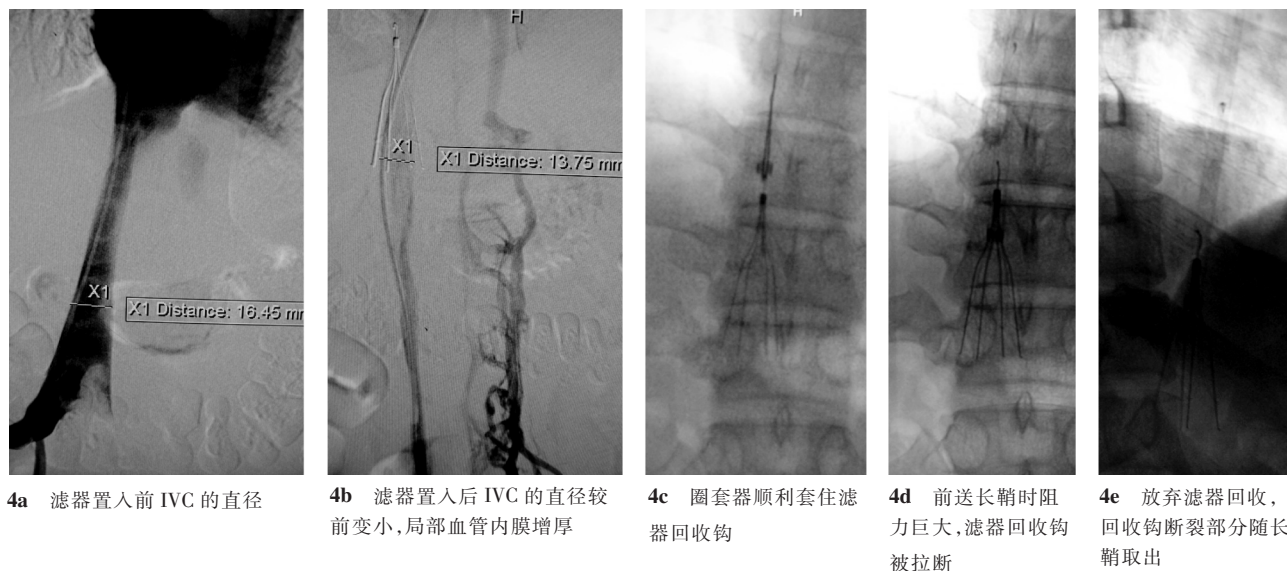 H
H
X1
X1 Distance: 13.75 mm
X1
X1 Distance: 16.45 m
4a 滤器置入前 IVC 的直径
4b 滤器置入后 IVC 的直径较
前变小,局部血管内膜增厚
4c 圈套器顺利套住滤
器回收钩
4d 前送长鞘时阻
力巨大,滤器回收钩
被拉断
4e 放弃滤器回收,
回收钩断裂部分随长
鞘取出